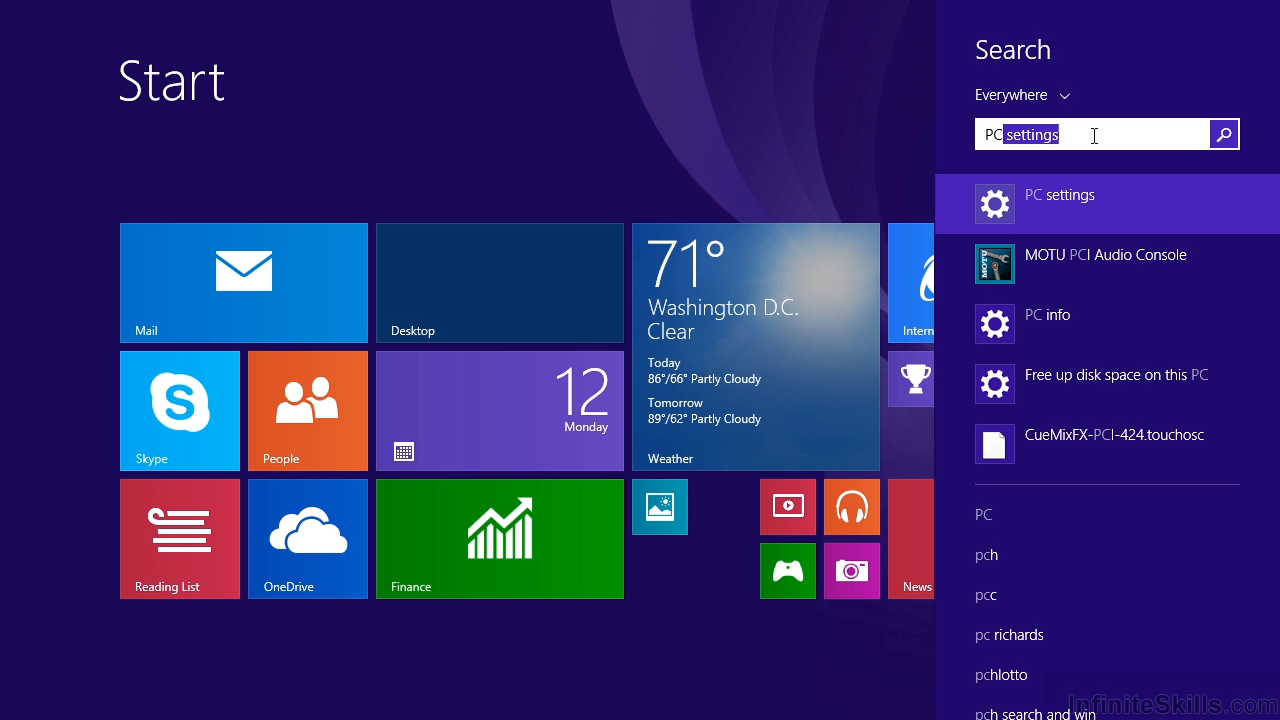 Start
Mail
Desktop
71°
Washington D.C.
Clear
Today
86°/66° Partly Cloudy
Tomorrow
89°/62° Partly Cloudy
Weather
Intern
Skype
People
12
Monday
Reading List
OneDrive
Finance
News
Search
Everywhere
PC settings
PC settings
MOTU
MOTU PCI Audio Console
PC info
Free up disk space on this PC
CueMixFX-PCI-424.touchosc
PC
pch
pcc
pc richards
pchlotto
pch search and win
InfiniteSkills.com